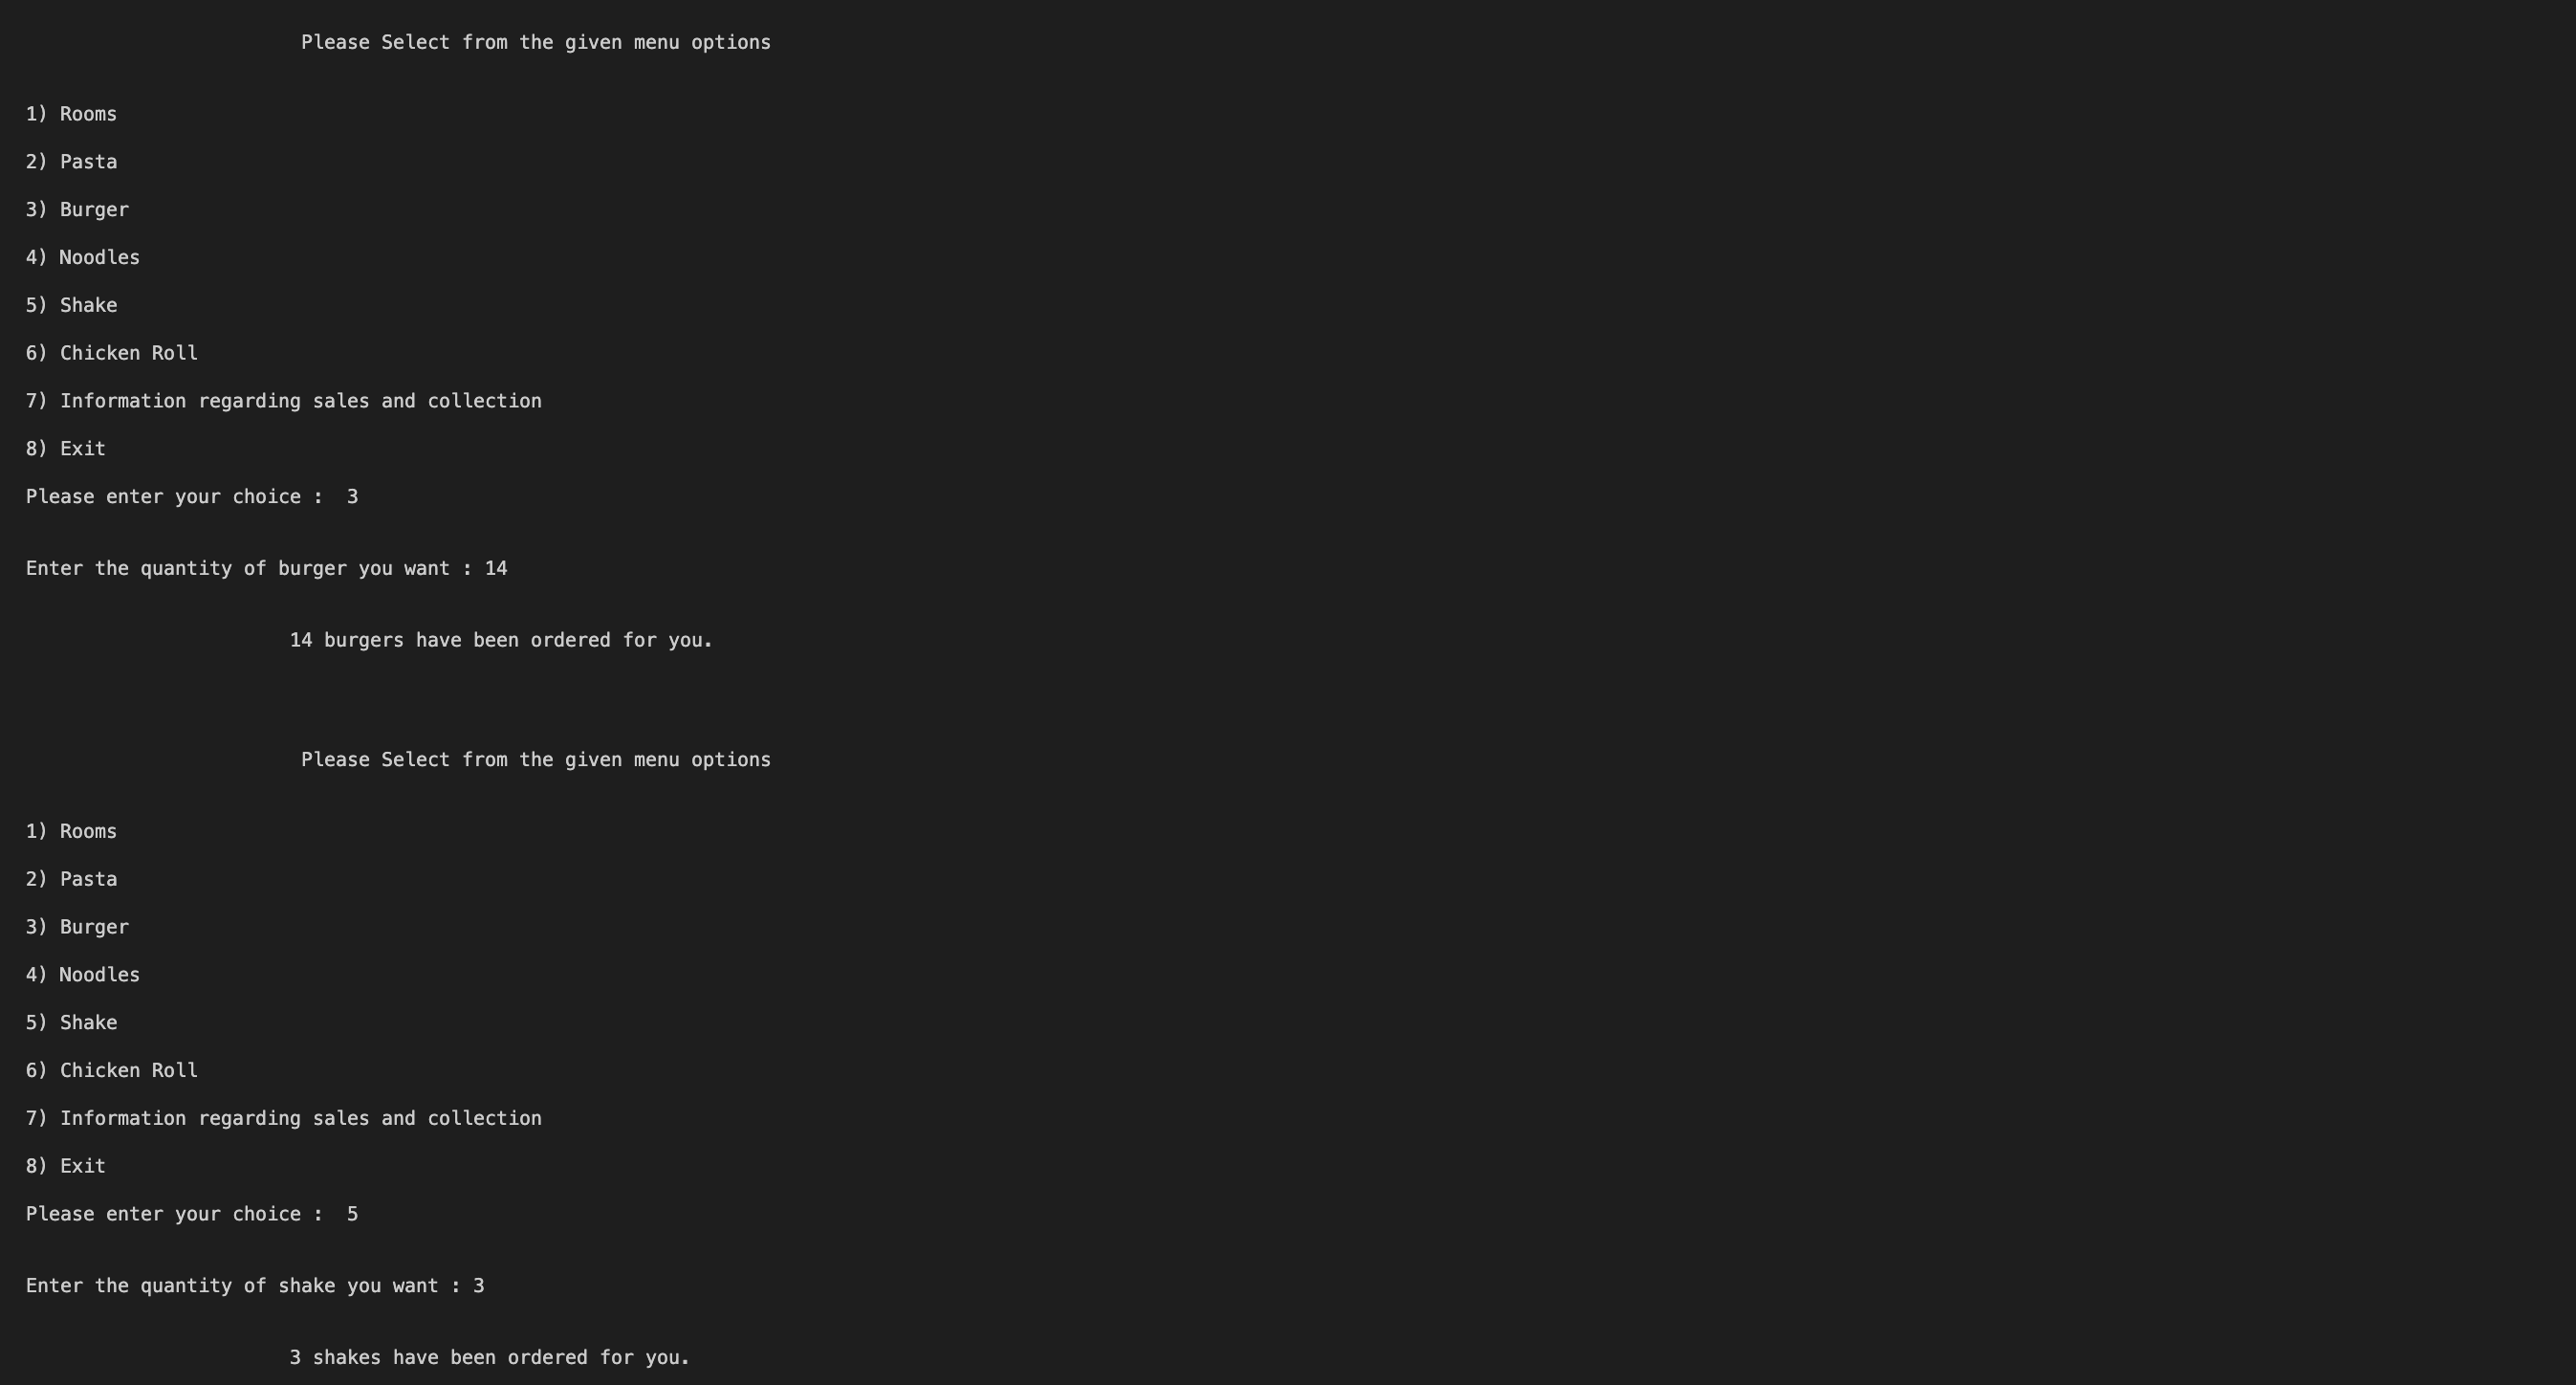 Please Select from the given menu options
1) Rooms
2) Pasta
3) Burger
4) Noodles
5) Shake
6) Chicken Roll
7) Information regarding sales and collection
8) Exit
Please enter your choice :  3
Enter the quantity of burger you want : 14
14 burgers have been ordered for you.
Please Select from the given menu options
1) Rooms
2) Pasta
3) Burger
4) Noodles
5) Shake
6) Chicken Roll
7) Information regarding sales and collection
8) Exit
Please enter your choice :  5
Enter the quantity of shake you want : 3
3 shakes have been ordered for you.